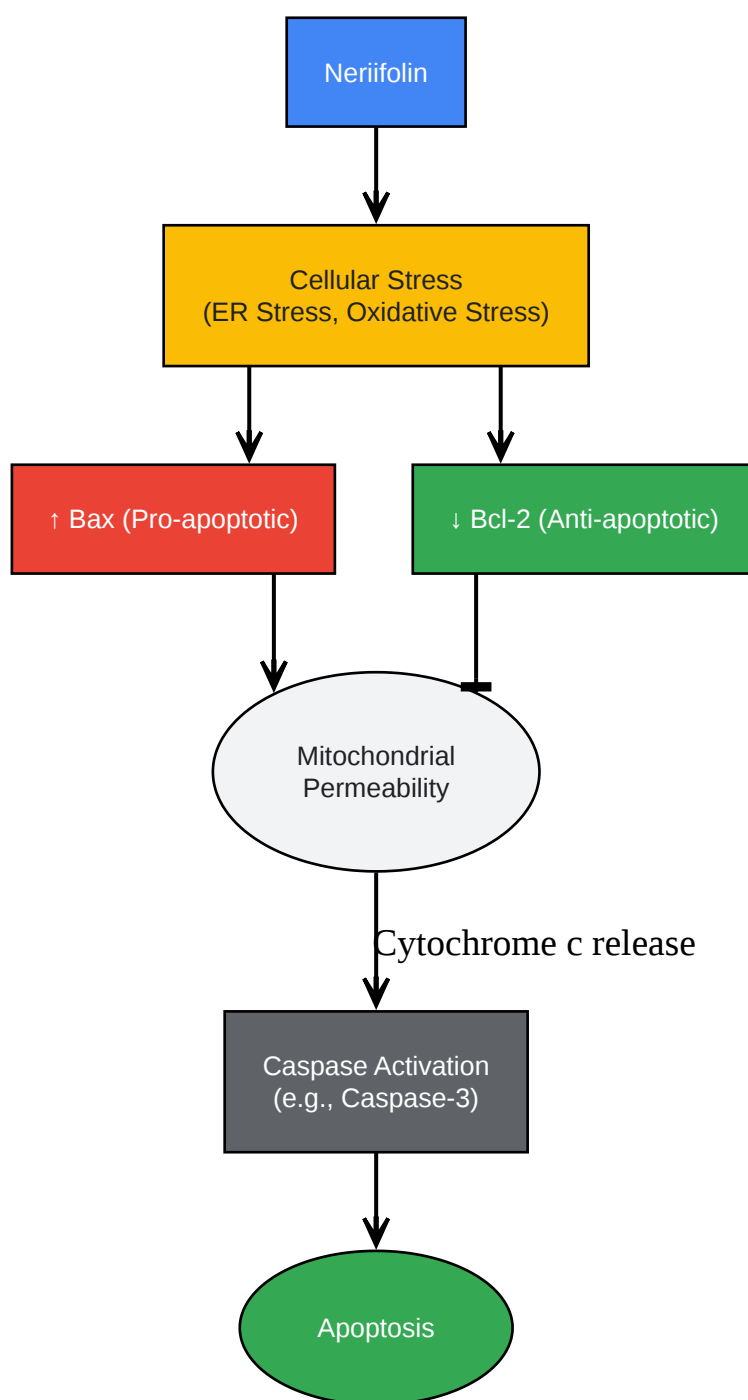 Neriifolin
Cellular Stress
(ER Stress, Oxidative Stress)
↑ Bax (Pro-apoptotic)
↓ Bcl-2 (Anti-apoptotic)
Mitochondrial
Permeability
Cytochrome c release
Caspase Activation
(e.g., Caspase-3)
Apoptosis